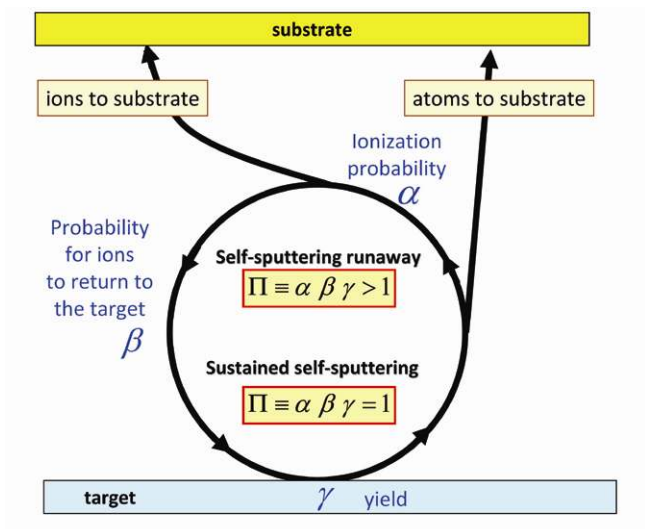 substrate
ions to substrate
atoms to substrate
Ionization
probability
α
Probability
for ions
to return to
the target
β
Self-sputtering runaway
Π ≡ α β γ > 1
Sustained self-sputtering
Π ≡ α β γ = 1
target
γ yield